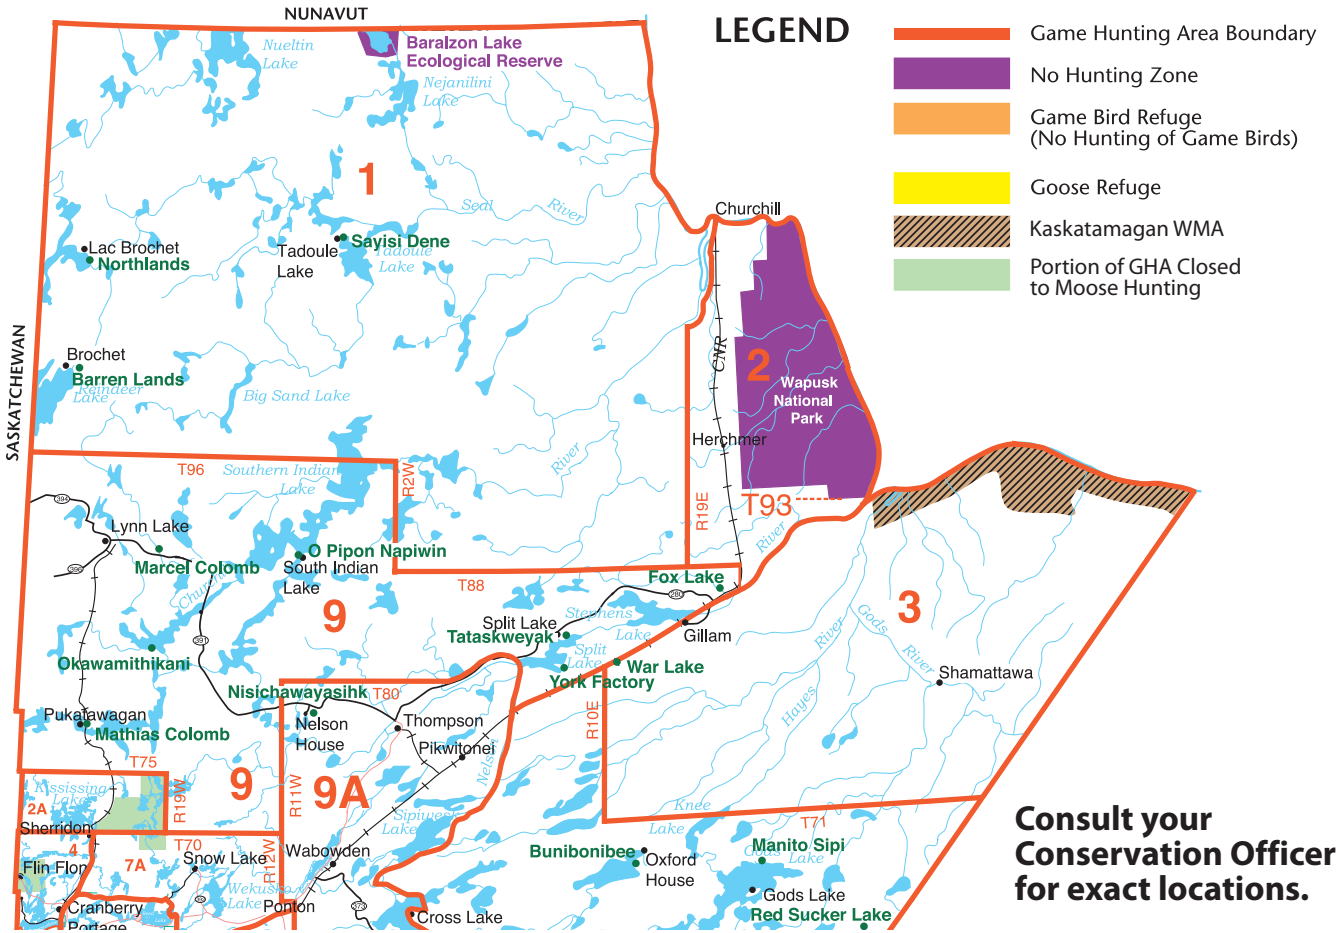 NUNAVUT
LEGEND
Game Hunting Area Boundary
No Hunting Zone
Game Bird Refuge
(No Hunting of Game Birds)
Goose Refuge
Kaskatamagan WMA
Portion of GHA Closed
to Moose Hunting
Baralzon Lake
Ecological Reserve
Nueltin
Lake
Nejanilini
Lake
1
Seal
River
Churchill
Lac Brochet
Northlands
Tadoule
Lake
Sayisi Dene
Tadoule
Lake
SASKATCHEWAN
Brochet
Barren Lands
Reindeer
Lake
Big Sand Lake
CNR
2
Wapusk
National
Park
Herchmer
River
T96
Southern Indian
Lake
R2W
R19E
T93
River
394
Lynn Lake
396
Marcel Colomb
O Pipon Napiwin
South Indian
Lake
T88
Fox Lake
280
9
391
Split Lake
Tataskweyak
Stephens
Lake
Gillam
Split
Lake
War Lake
York Factory
3
Gods
River
River
Hayes
Shamattawa
Okawamithikani
Nisichawayasihk
T80
Nelson
House
Thompson
Pikwitonei
Nelson
R10E
Pukatawagan
Mathias Colomb
T75
R19W
9
R11W
9A
Sipiwesk
Lake
Kississing
Lake
2A
Sherridon
4
Flin Flon
7A
T70
Snow Lake
Wekusko
Lake
R12W
Wabowden
Ponton
373
Cross Lake
Cranberry
Portage
Knee
Lake
T71
Bunibonibee
Oxford
House
Manito Sipi
Gods
Lake
Gods Lake
Red Sucker Lake
Consult your
Conservation Officer
for exact locations.